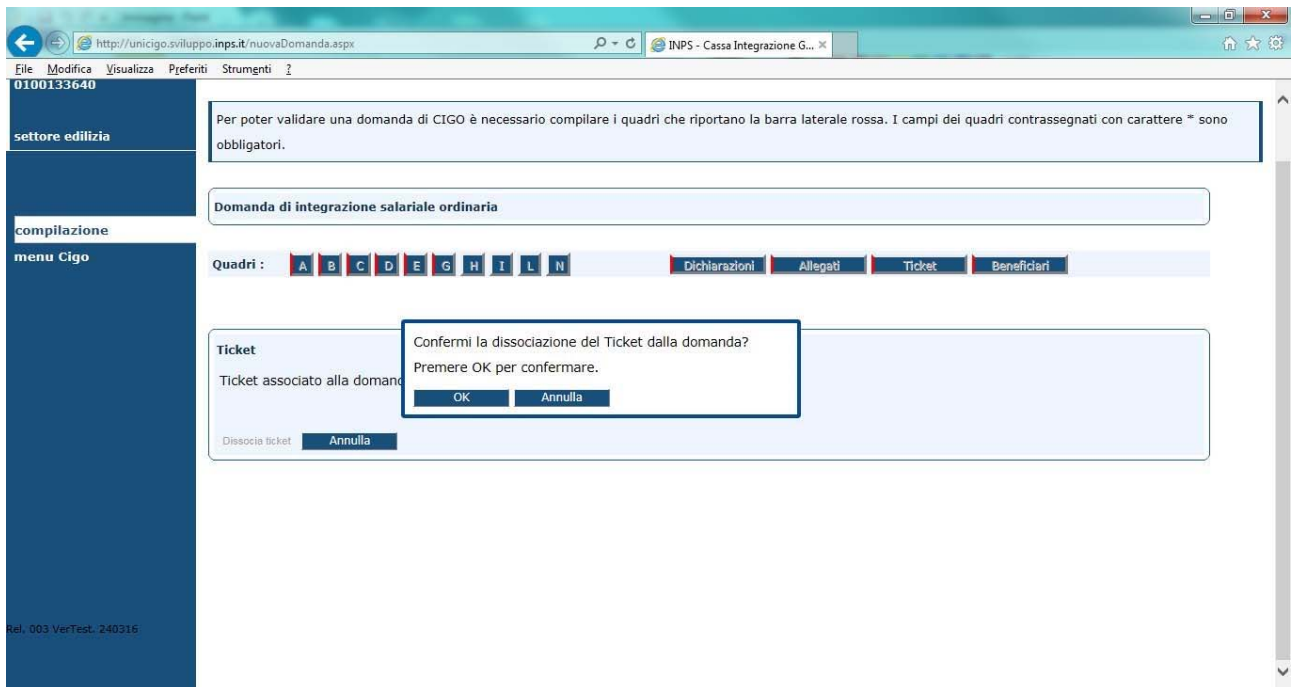 http://unicigo.sviluppo.inps.it/nuovaDomanda.aspx
INPS - Cassa Integrazione G...
File Modifica Visualizza Preferiti Strumenti ?
0100133640
settore edilizia
Per poter validare una domanda di CIGO è necessario compilare i quadri che riportano la barra laterale rossa. I campi dei quadri contrassegnati con carattere * sono
obbligatori.
Domanda di integrazione salariale ordinaria
compilazione
menu Cigo
Quadri : A B C D E G H I L N Dichiarazioni Allegati Ticket Beneficiari
Confermi la dissociazione del Ticket dalla domanda?
Premere OK per confermare.
OK Annulla
Ticket
Ticket associato alla domand
Dissocia ticket Annulla
Rel. 003 VerTest. 240316